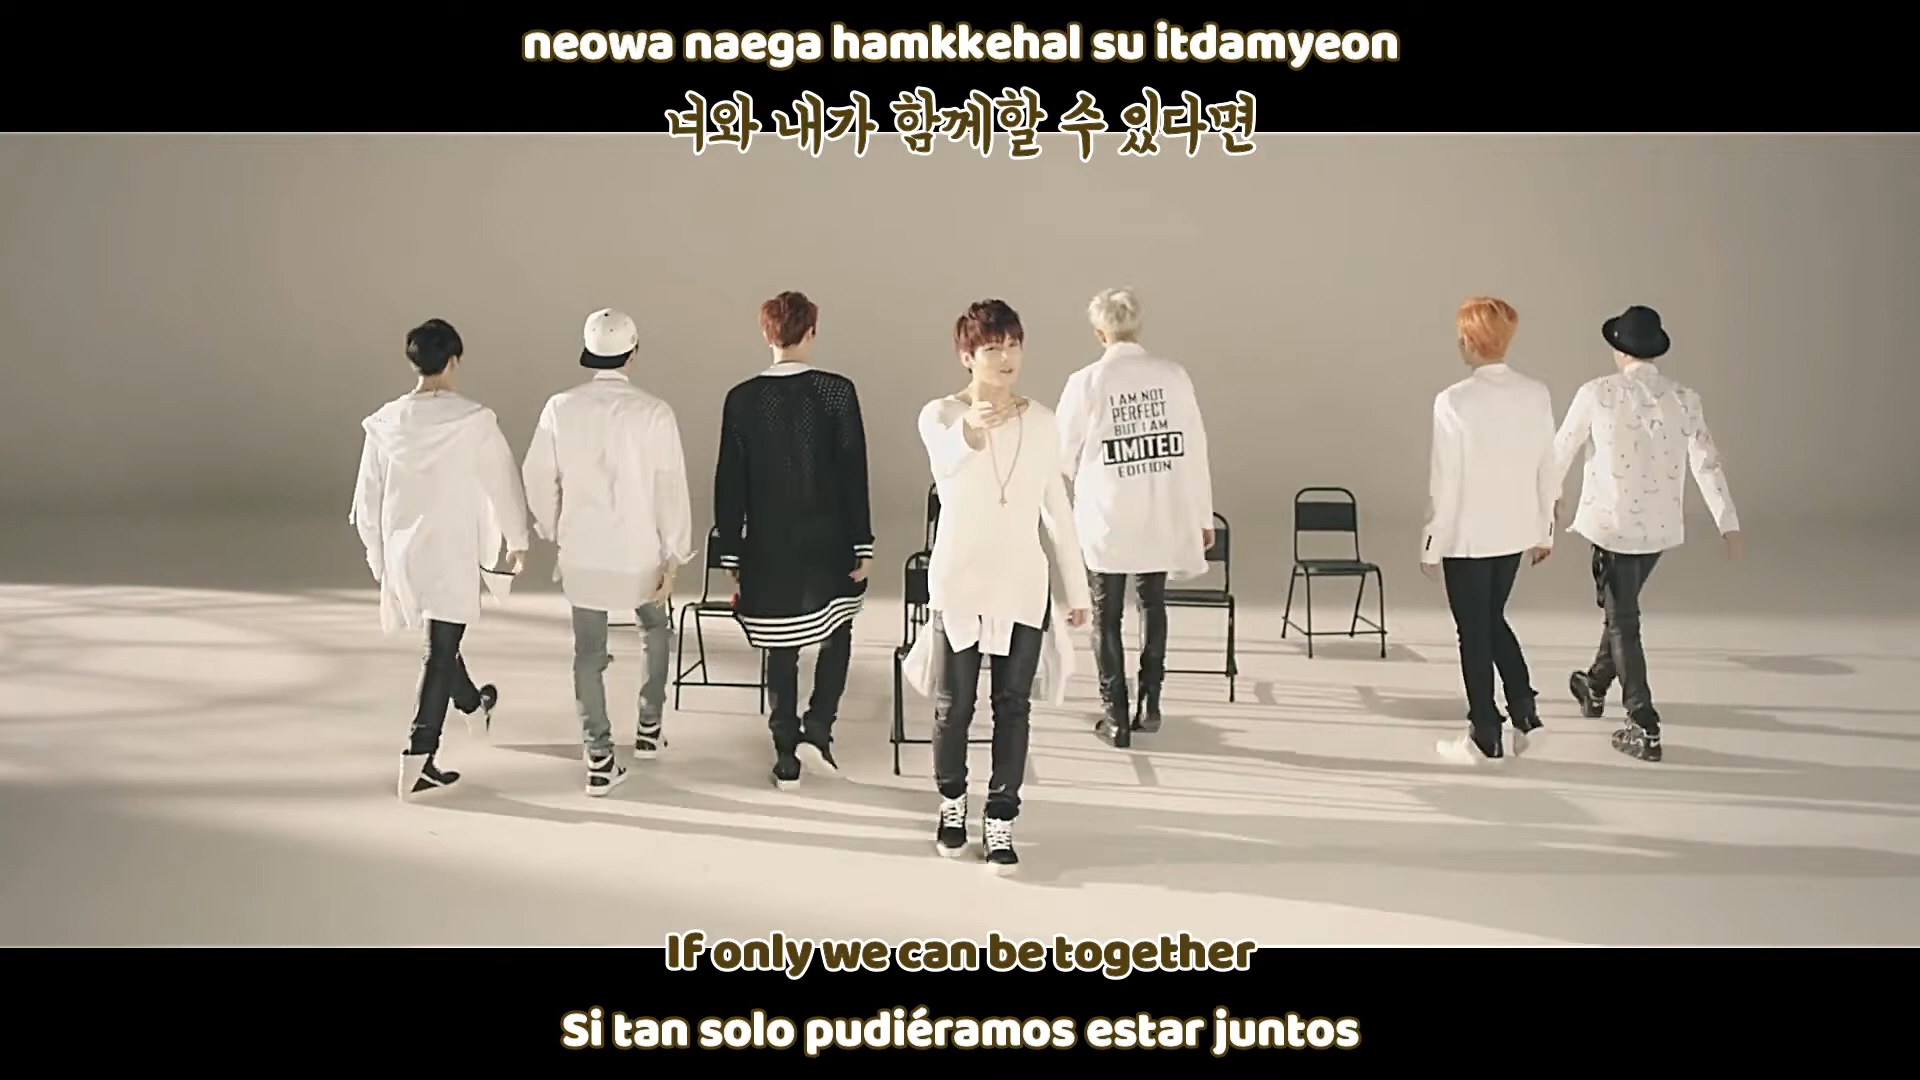 neowa naega hamkkehal su itdamyeon
너와 내가 함께할 수 있다면
I AM NOT
PERFECT
BUT I AM
LIMITED
EDITION
If only we can be together
Si tan solo pudiéramos estar juntos